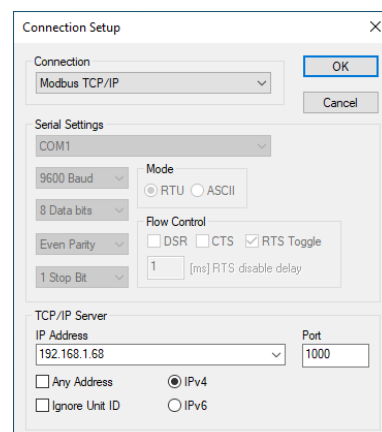 Connection Setup
Connection
Modbus TCP/IP
OK
Cancel
Serial Settings
COM1
9600 Baud
8 Data bits
Even Parity
1 Stop Bit
Mode
RTU ASCII
Flow Control
DSR CTS RTS Toggle
1 [ms] RTS disable delay
TCP/IP Server
IP Address Port
192.168.1.68 1000
Any Address IPv4
Ignore Unit ID IPv6